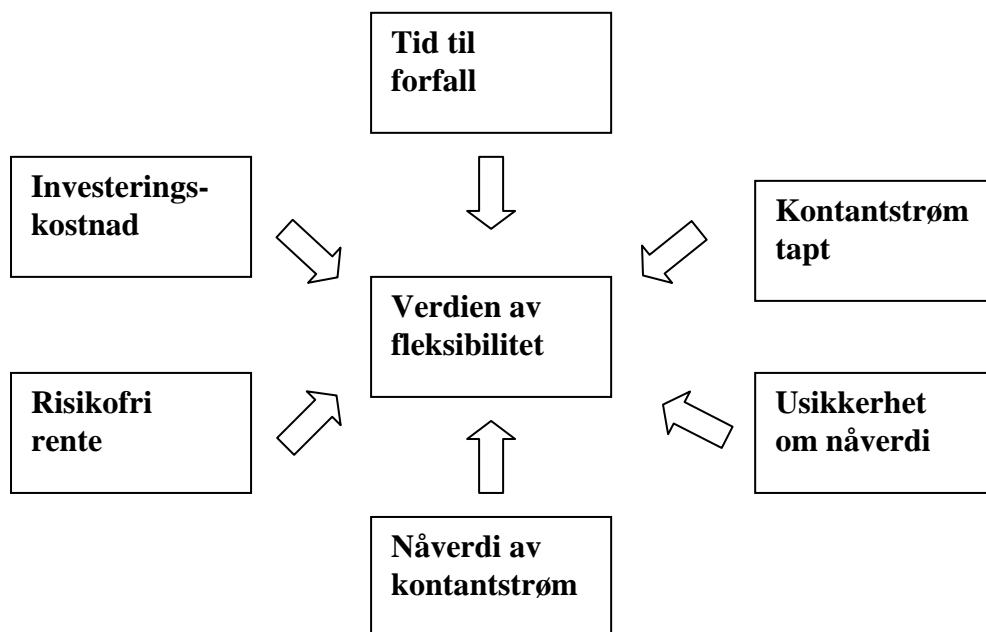 Tid til
forfall
Investerings-
kostnad
Kontantstrøm
tapt
Verdien av
fleksibilitet
Risikofri
rente
Usikkerhet
om nåverdi
Nåverdi av
kontantstrøm